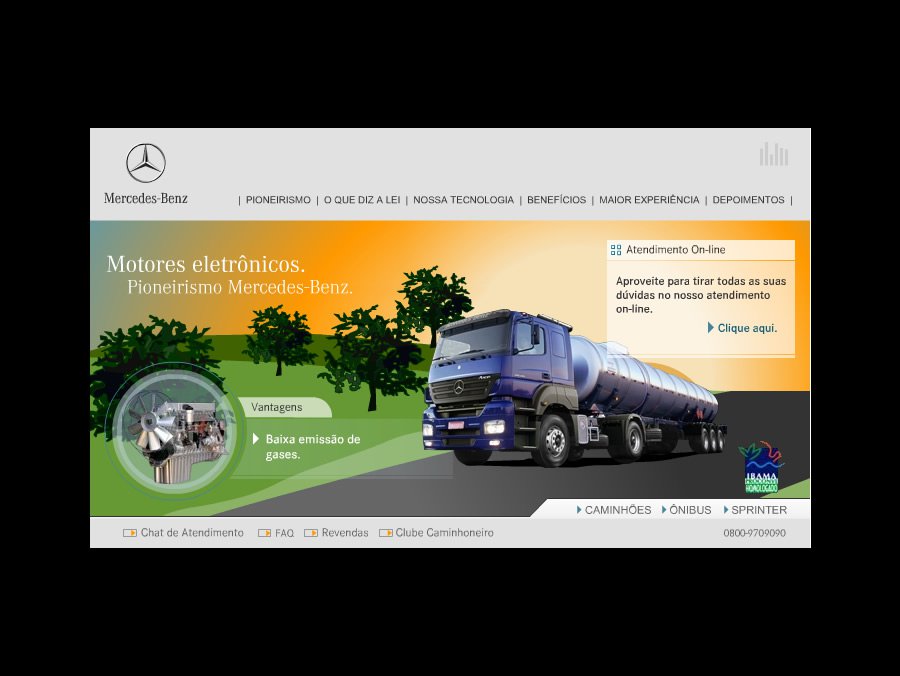 Mercedes-Benz
| PIONEIRISMO | O QUE DIZ A LEI | NOSSA TECNOLOGIA | BENEFÍCIOS | MAIOR EXPERIÊNCIA | DEPOIMENTOS |
Motores eletrônicos.
Pioneirismo Mercedes-Benz.
Atendimento On-line
Aproveite para tirar todas as suas
dúvidas no nosso atendimento
on-line.
Clique aqui.
Vantagens
Baixa emissão de
gases.
IBAMA
HOMOLOGADO
CAMINHÕES
ÔNIBUS
SPRINTER
Chat de Atendimento
FAQ
Revendas
Clube Caminhoneiro
0800-9709090